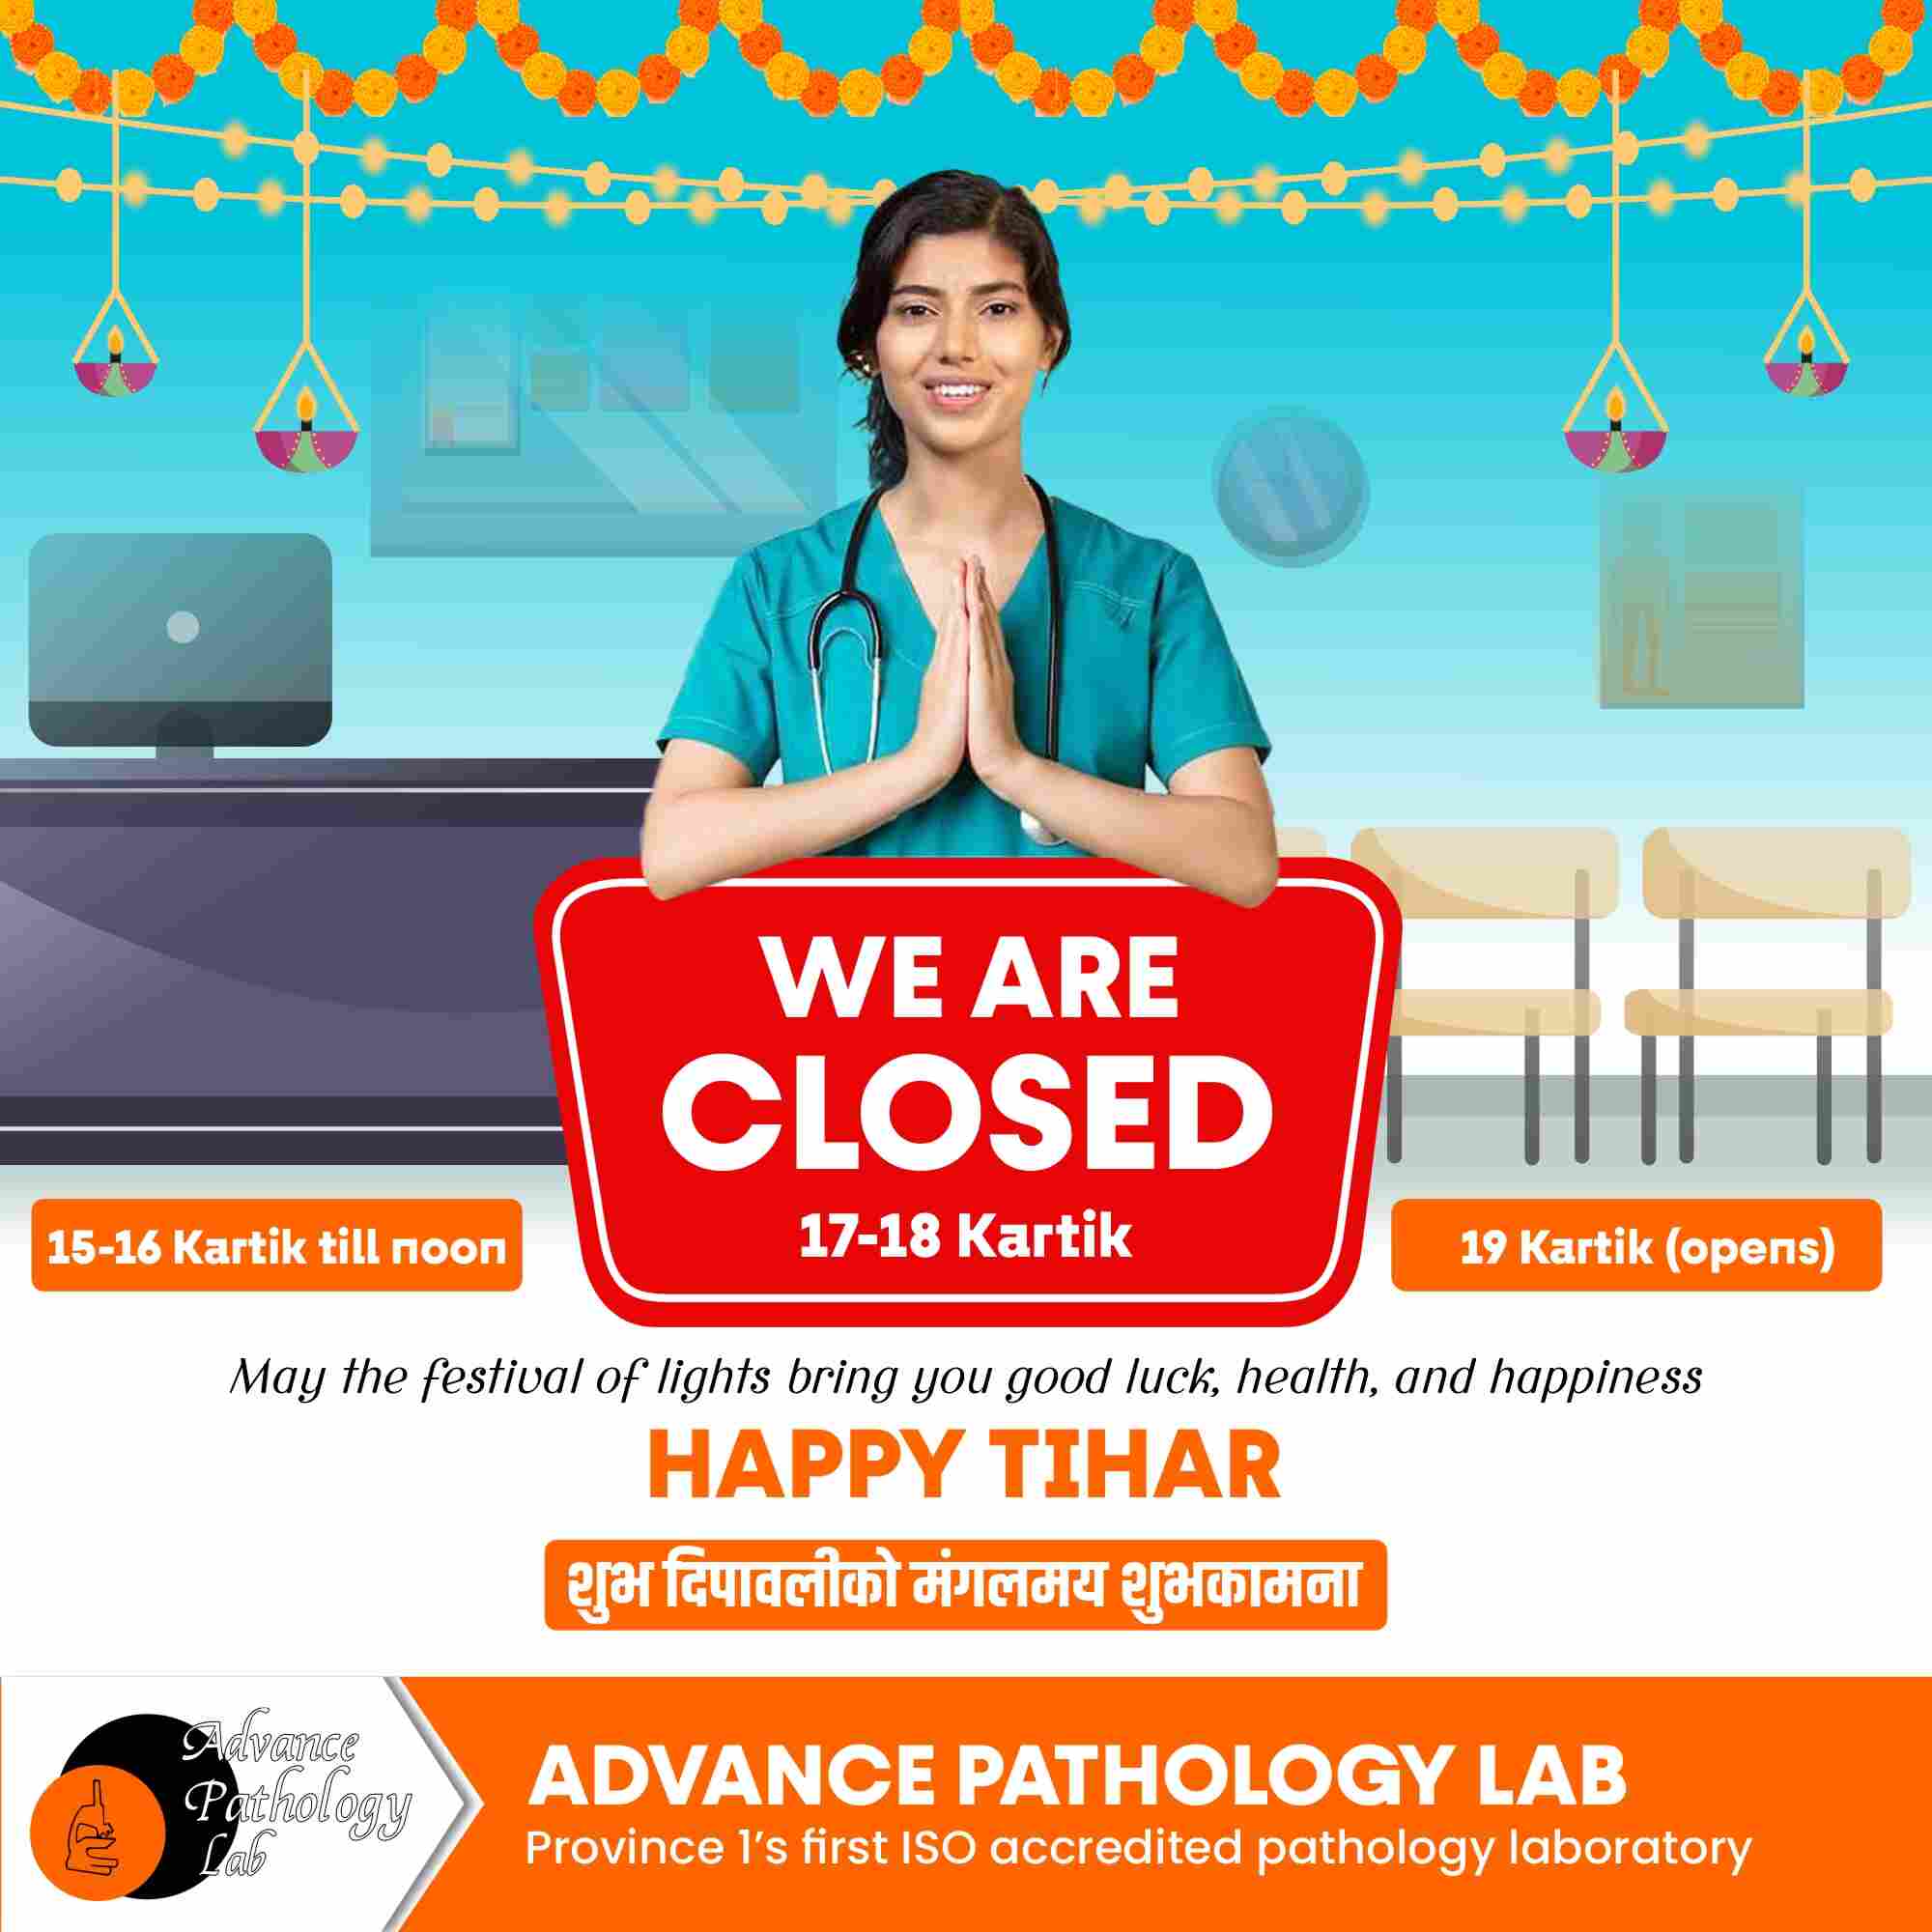 WE ARE
CLOSED
17-18 Kartik
15-16 Kartik till noon
19 Kartik (opens)
May the festival of lights bring you good luck, health, and happiness
HAPPY TIHAR
शुभ दिपावलीको मंगलमय शुभकामना
Advance
Pathology
Lab
ADVANCE PATHOLOGY LAB
Province 1's first ISO accredited pathology laboratory